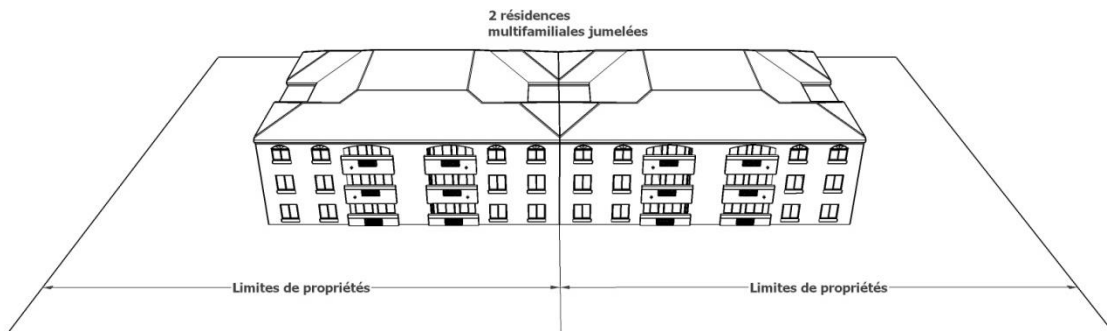 2 résidences
multifamiliales jumelées
Limites de propriétés
Limites de propriétés